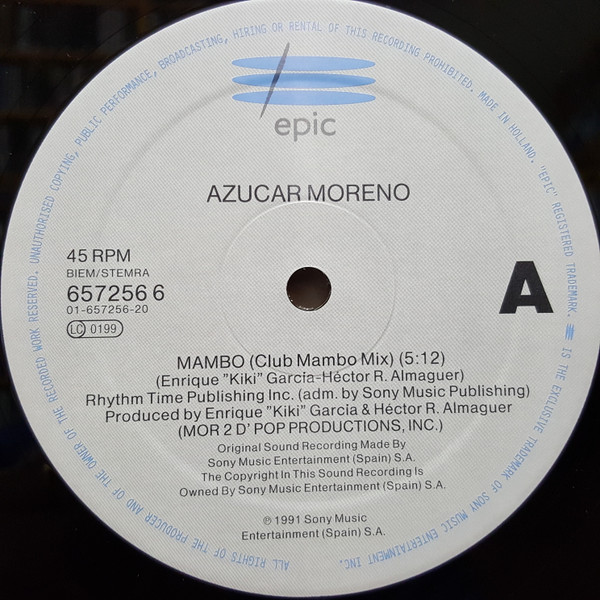 ALL RIGHTS OF THE PRODUCER AND OF THE OWNER OF THE RECORDED WORK RESERVED. UNAUTHORISED COPYING, PUBLIC PERFORMANCE, BROADCASTING, HIRING OR RENTAL OF THIS RECORDING PROHIBITED. MADE IN HOLLAND. "EPIC" REGISTERED TRADEMARK. IS THE EXCLUSIVE TRADEMARK OF SONY MUSIC ENTERTAINMENT INC.
epic
AZUCAR MORENO
45 RPM
BIEM/STEMRA
657256 6
01-657256-20
LC 0199
A
MAMBO (Club Mambo Mix) (5:12)
(Enrique "Kiki" Garcia-Héctor R. Almaguer)
Rhythm Time Publishing Inc. (adm. by Sony Music Publishing)
Produced by Enrique "Kiki" Garcia & Héctor R. Almaguer
(MOR 2 D' POP PRODUCTIONS, INC.)
Original Sound Recording Made By
Sony Music Entertainment (Spain) S.A.
The Copyright In This Sound Recording Is
Owned By Sony Music Entertainment (Spain) S.A.
℗ 1991 Sony Music
Entertainment (Spain) S.A.